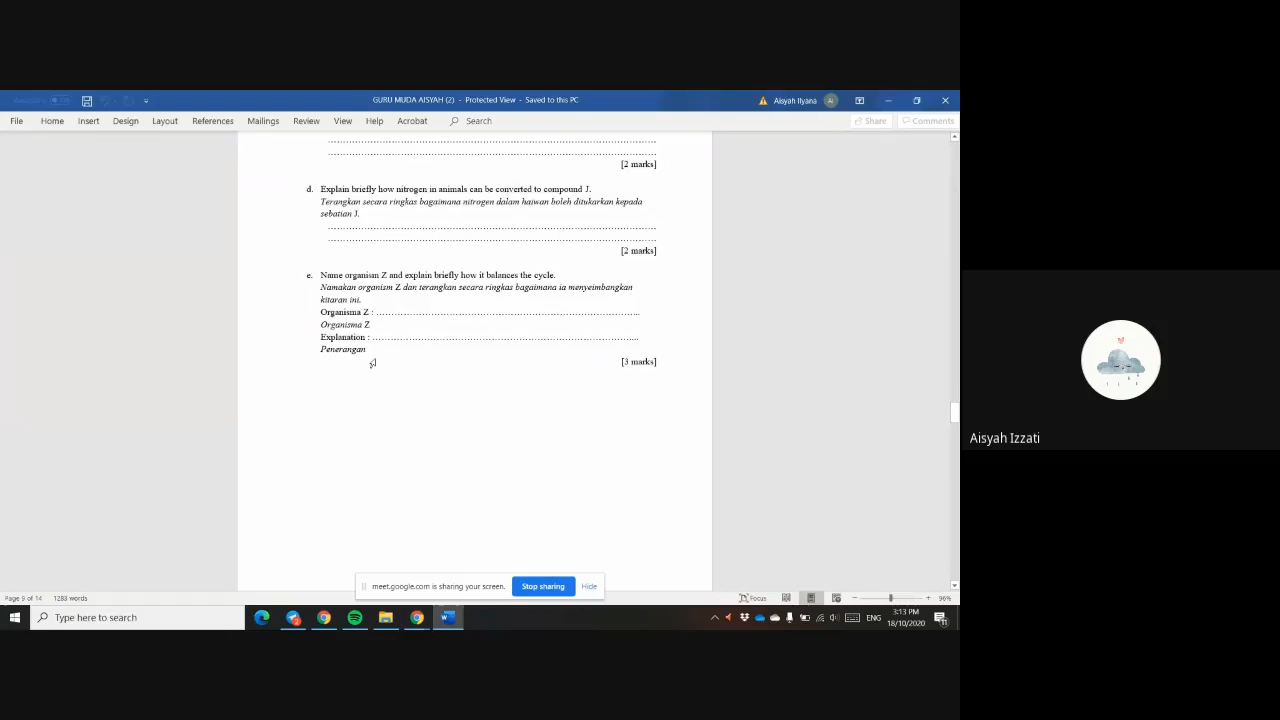 GURU MUDA AISYAH (2) - Protected View - Saved to this PC
Aisyah Ilyana
AI
File Home Insert Design Layout References Mailings Review View Help Acrobat Search
Share Comments
[2 marks]
d. Explain briefly how nitrogen in animals can be converted to compound J.
Terangkan secara ringkas bagaimana nitrogen dalam haiwan boleh ditukarkan kepada
sebatian J.
[2 marks]
e. Name organism Z and explain briefly how it balances the cycle.
Namakan organism Z dan terangkan secara ringkas bagaimana ia menyeimbangkan
kitaran ini.
Organisma Z : ……………………………………………………………………………..
Organisma Z
Explanation : ……………………………………………………………………………...
Penerangan
[3 marks]
Aisyah Izzati
meet.google.com is sharing your screen. Stop sharing Hide
Page 9 of 14 1283 words
Focus
96%
Type here to search
ENG
3:13 PM
18/10/2020